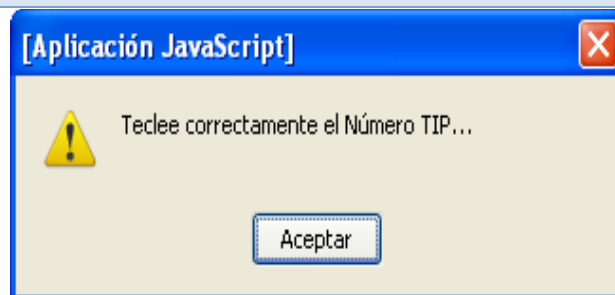 [Aplicación JavaScript]
Teclee correctamente el Número TIP...
Aceptar